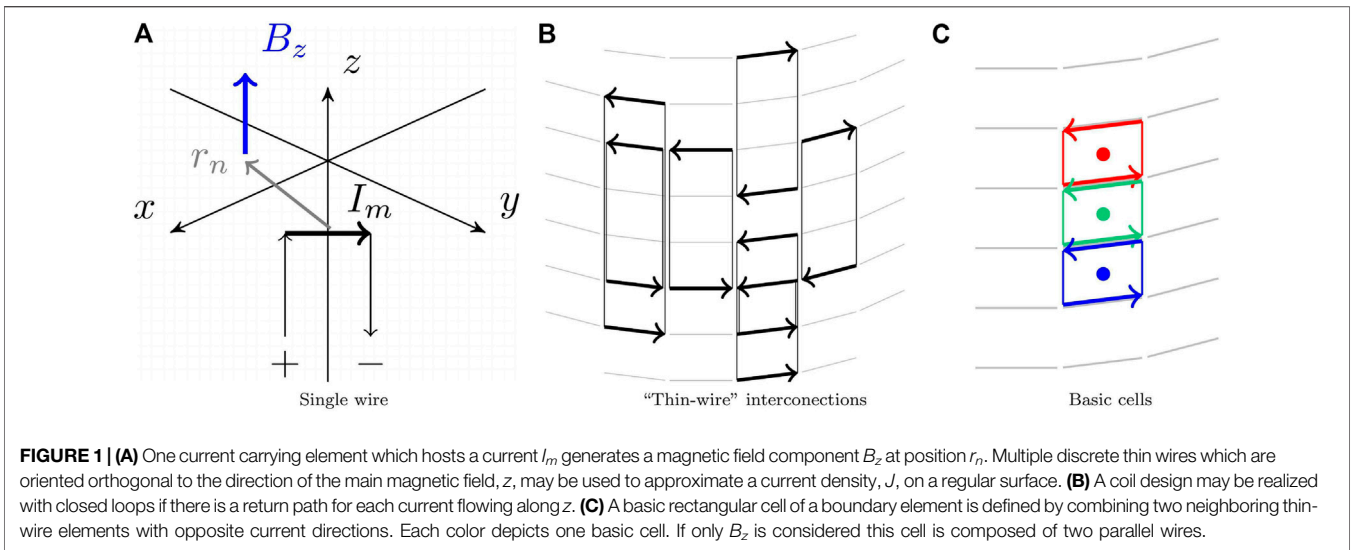 A
B
C
B_z
z
r_n
I_m
x
y
+
−
Single wire
“Thin-wire” interconections
Basic cells
FIGURE 1 | (A) One current carrying element which hosts a current I_m generates a magnetic field component B_z at position r_n. Multiple discrete thin wires which are
oriented orthogonal to the direction of the main magnetic field, z, may be used to approximate a current density, J, on a regular surface. (B) A coil design may be realized
with closed loops if there is a return path for each current flowing along z. (C) A basic rectangular cell of a boundary element is defined by combining two neighboring thin-
wire elements with opposite current directions. Each color depicts one basic cell. If only B_z is considered this cell is composed of two parallel wires.